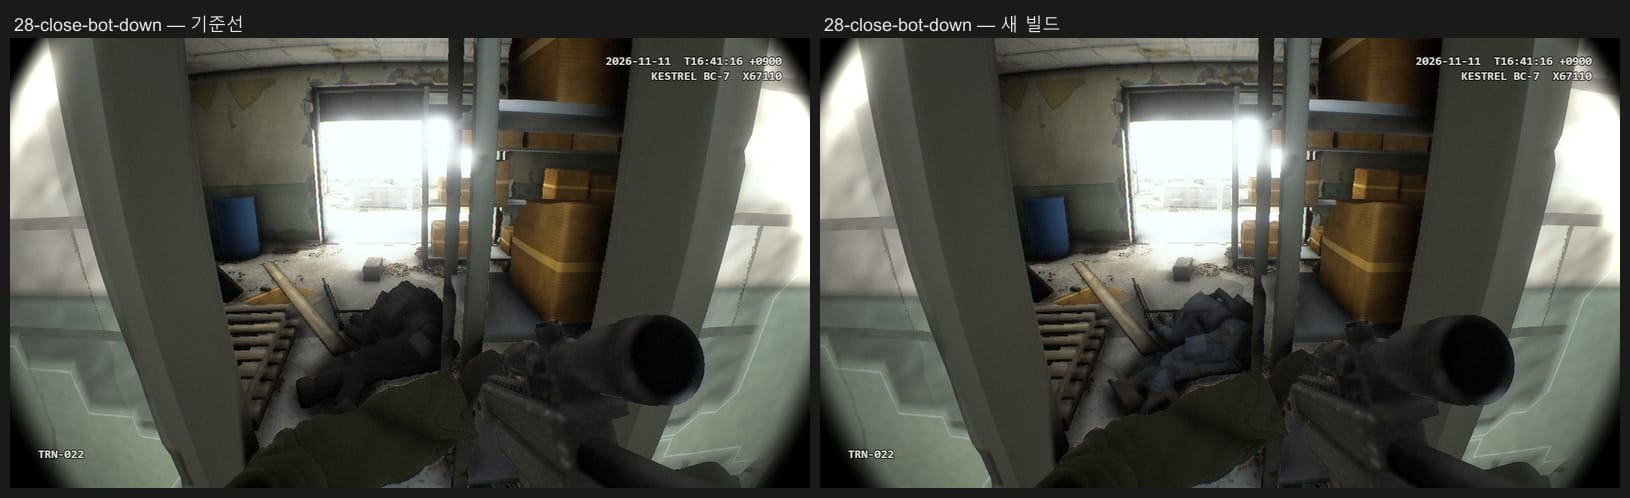 28-close-bot-down — 기준선
2026-11-11 T16:41:16 +0900
KESTREL BC-7 X67110
TRN-022
28-close-bot-down — 새 빌드
2026-11-11 T16:41:16 +0900
KESTREL BC-7 X67110
TRN-022